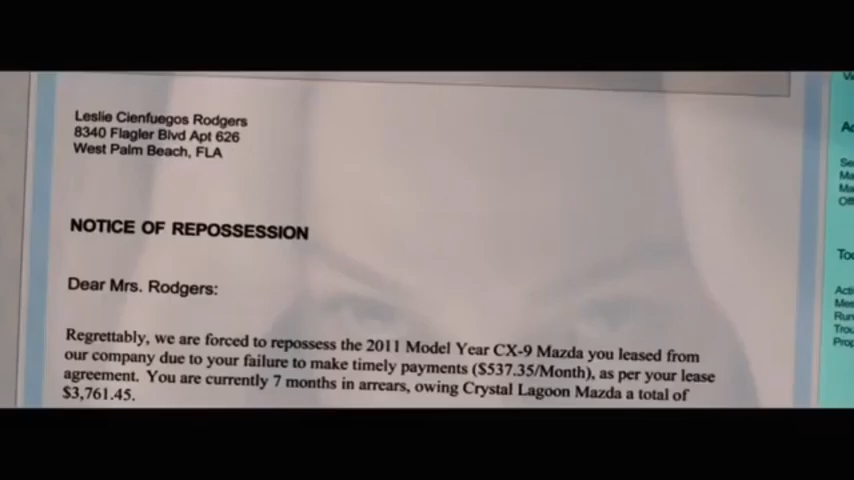 Leslie Cienfuegos Rodgers
8340 Flagler Blvd Apt 626
West Palm Beach, FLA
NOTICE OF REPOSSESSION
Dear Mrs. Rodgers:
Regrettably, we are forced to repossess the 2011 Model Year CX-9 Mazda you leased from
our company due to your failure to make timely payments ($537.35/Month), as per your lease
agreement. You are currently 7 months in arrears, owing Crystal Lagoon Mazda a total of
$3,761.45.